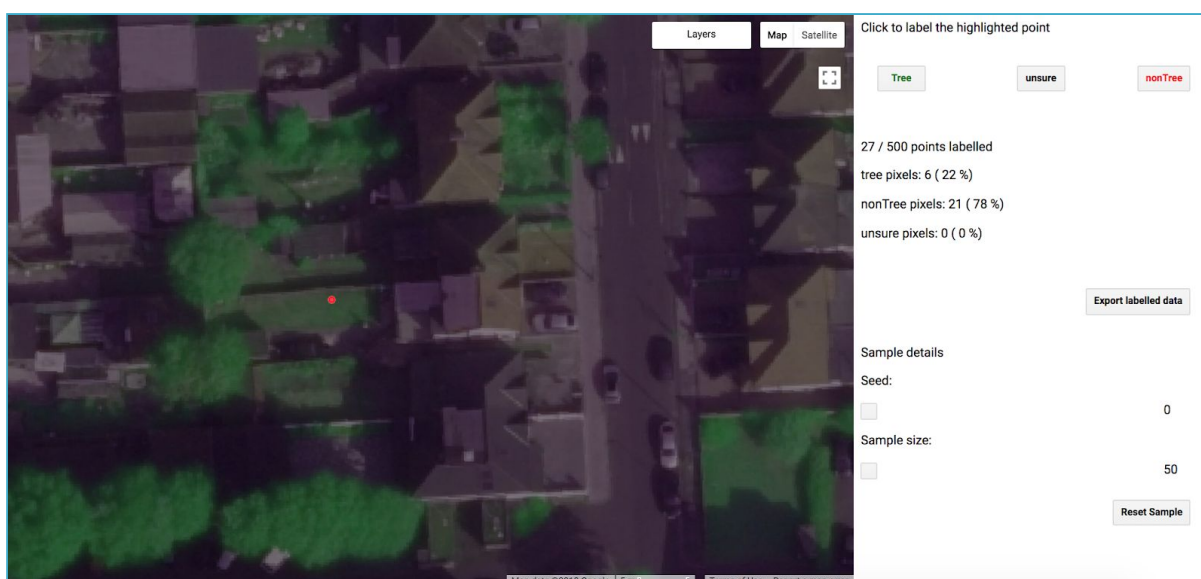 Layers
Map Satellite
Click to label the highlighted point
Tree unsure nonTree
27 / 500 points labelled
tree pixels: 6 ( 22 %)
nonTree pixels: 21 ( 78 %)
unsure pixels: 0 ( 0 %)
Export labelled data
Sample details
Seed:
0
Sample size:
50
Reset Sample